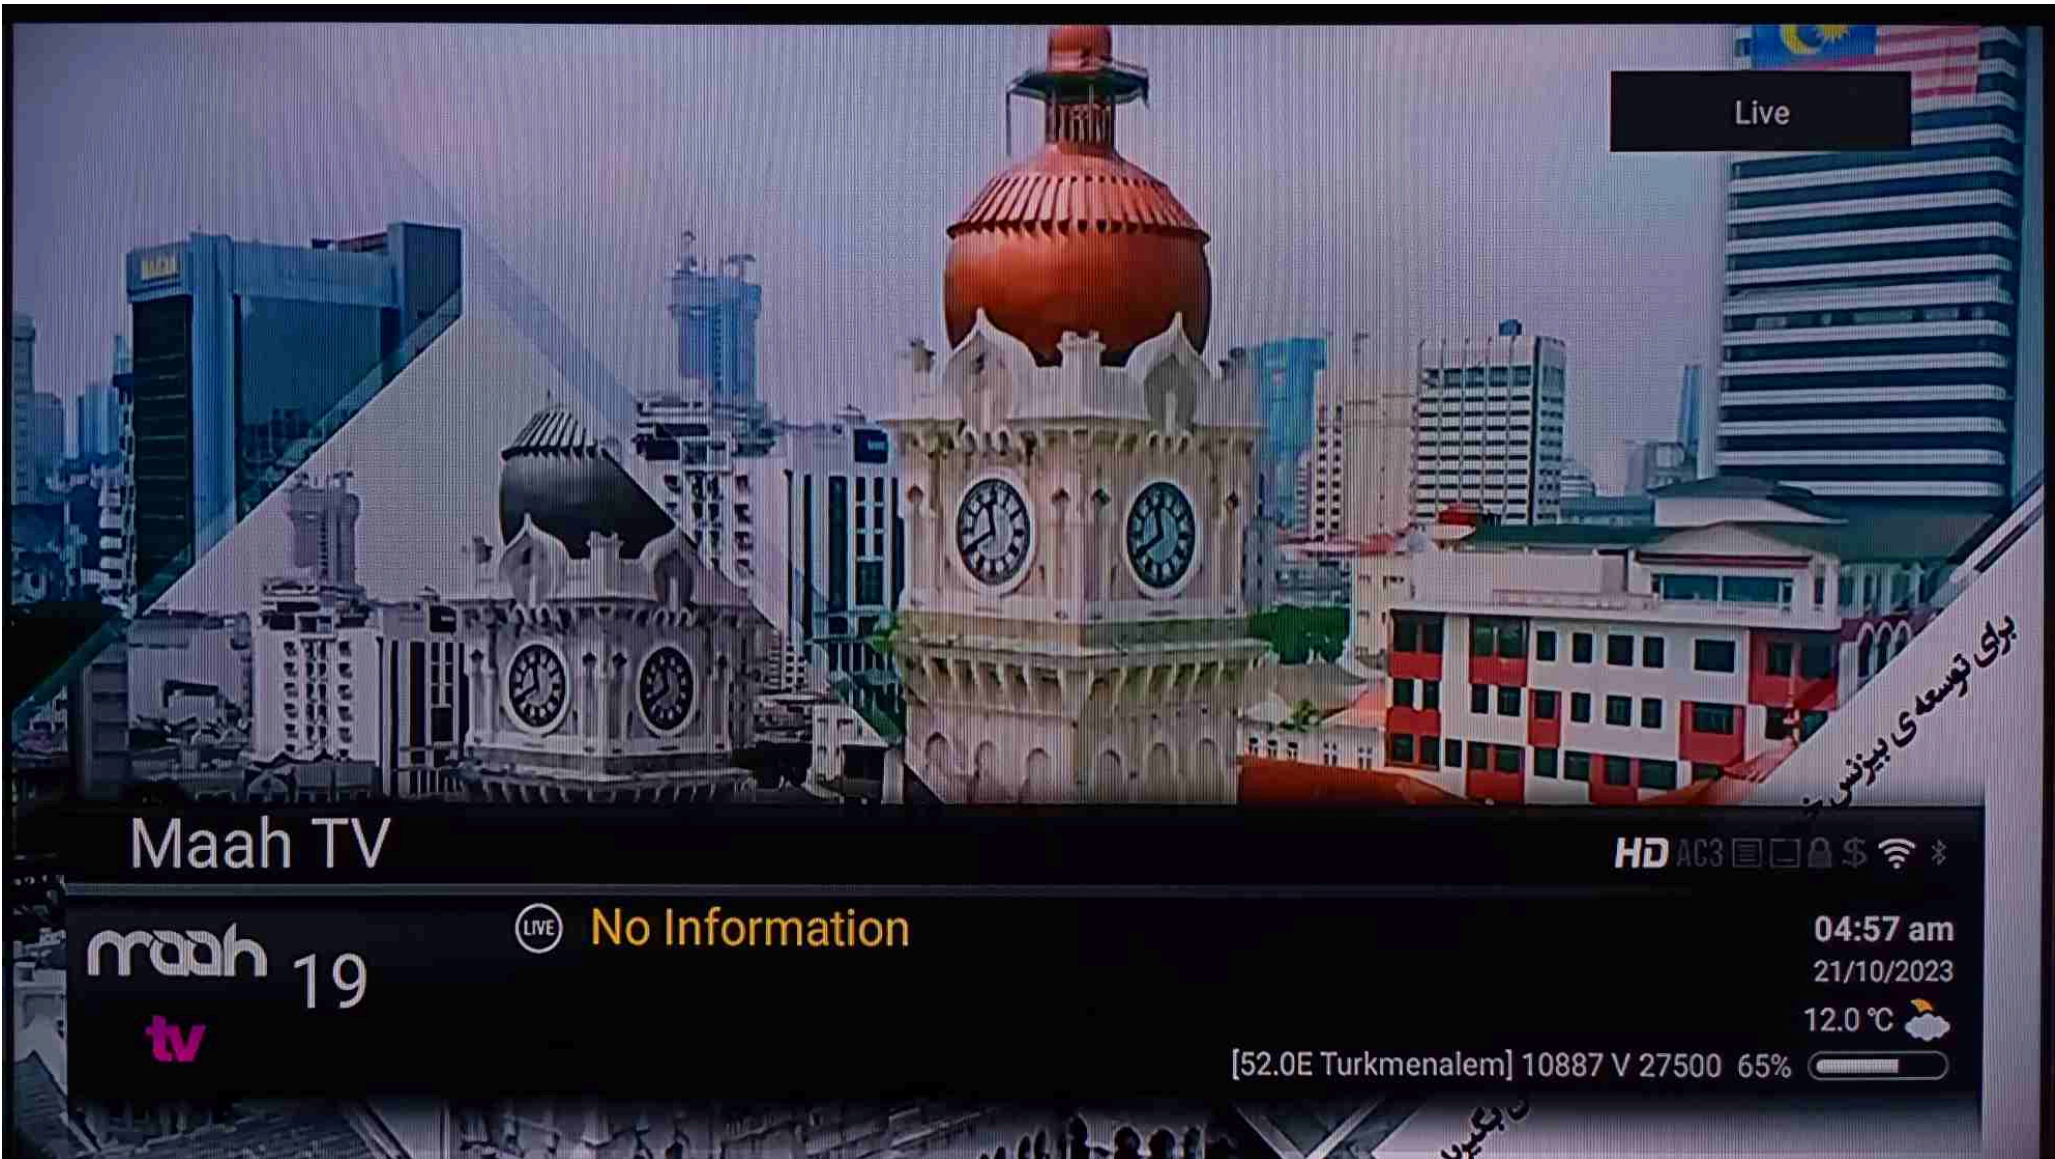 Live
برای توسعه ی بیزنس
Maah TV
HD AC3
maah
tv
19
LIVE No Information
04:57 am
21/10/2023
12.0 °C
[52.0E Turkmenalem] 10887 V 27500 65%